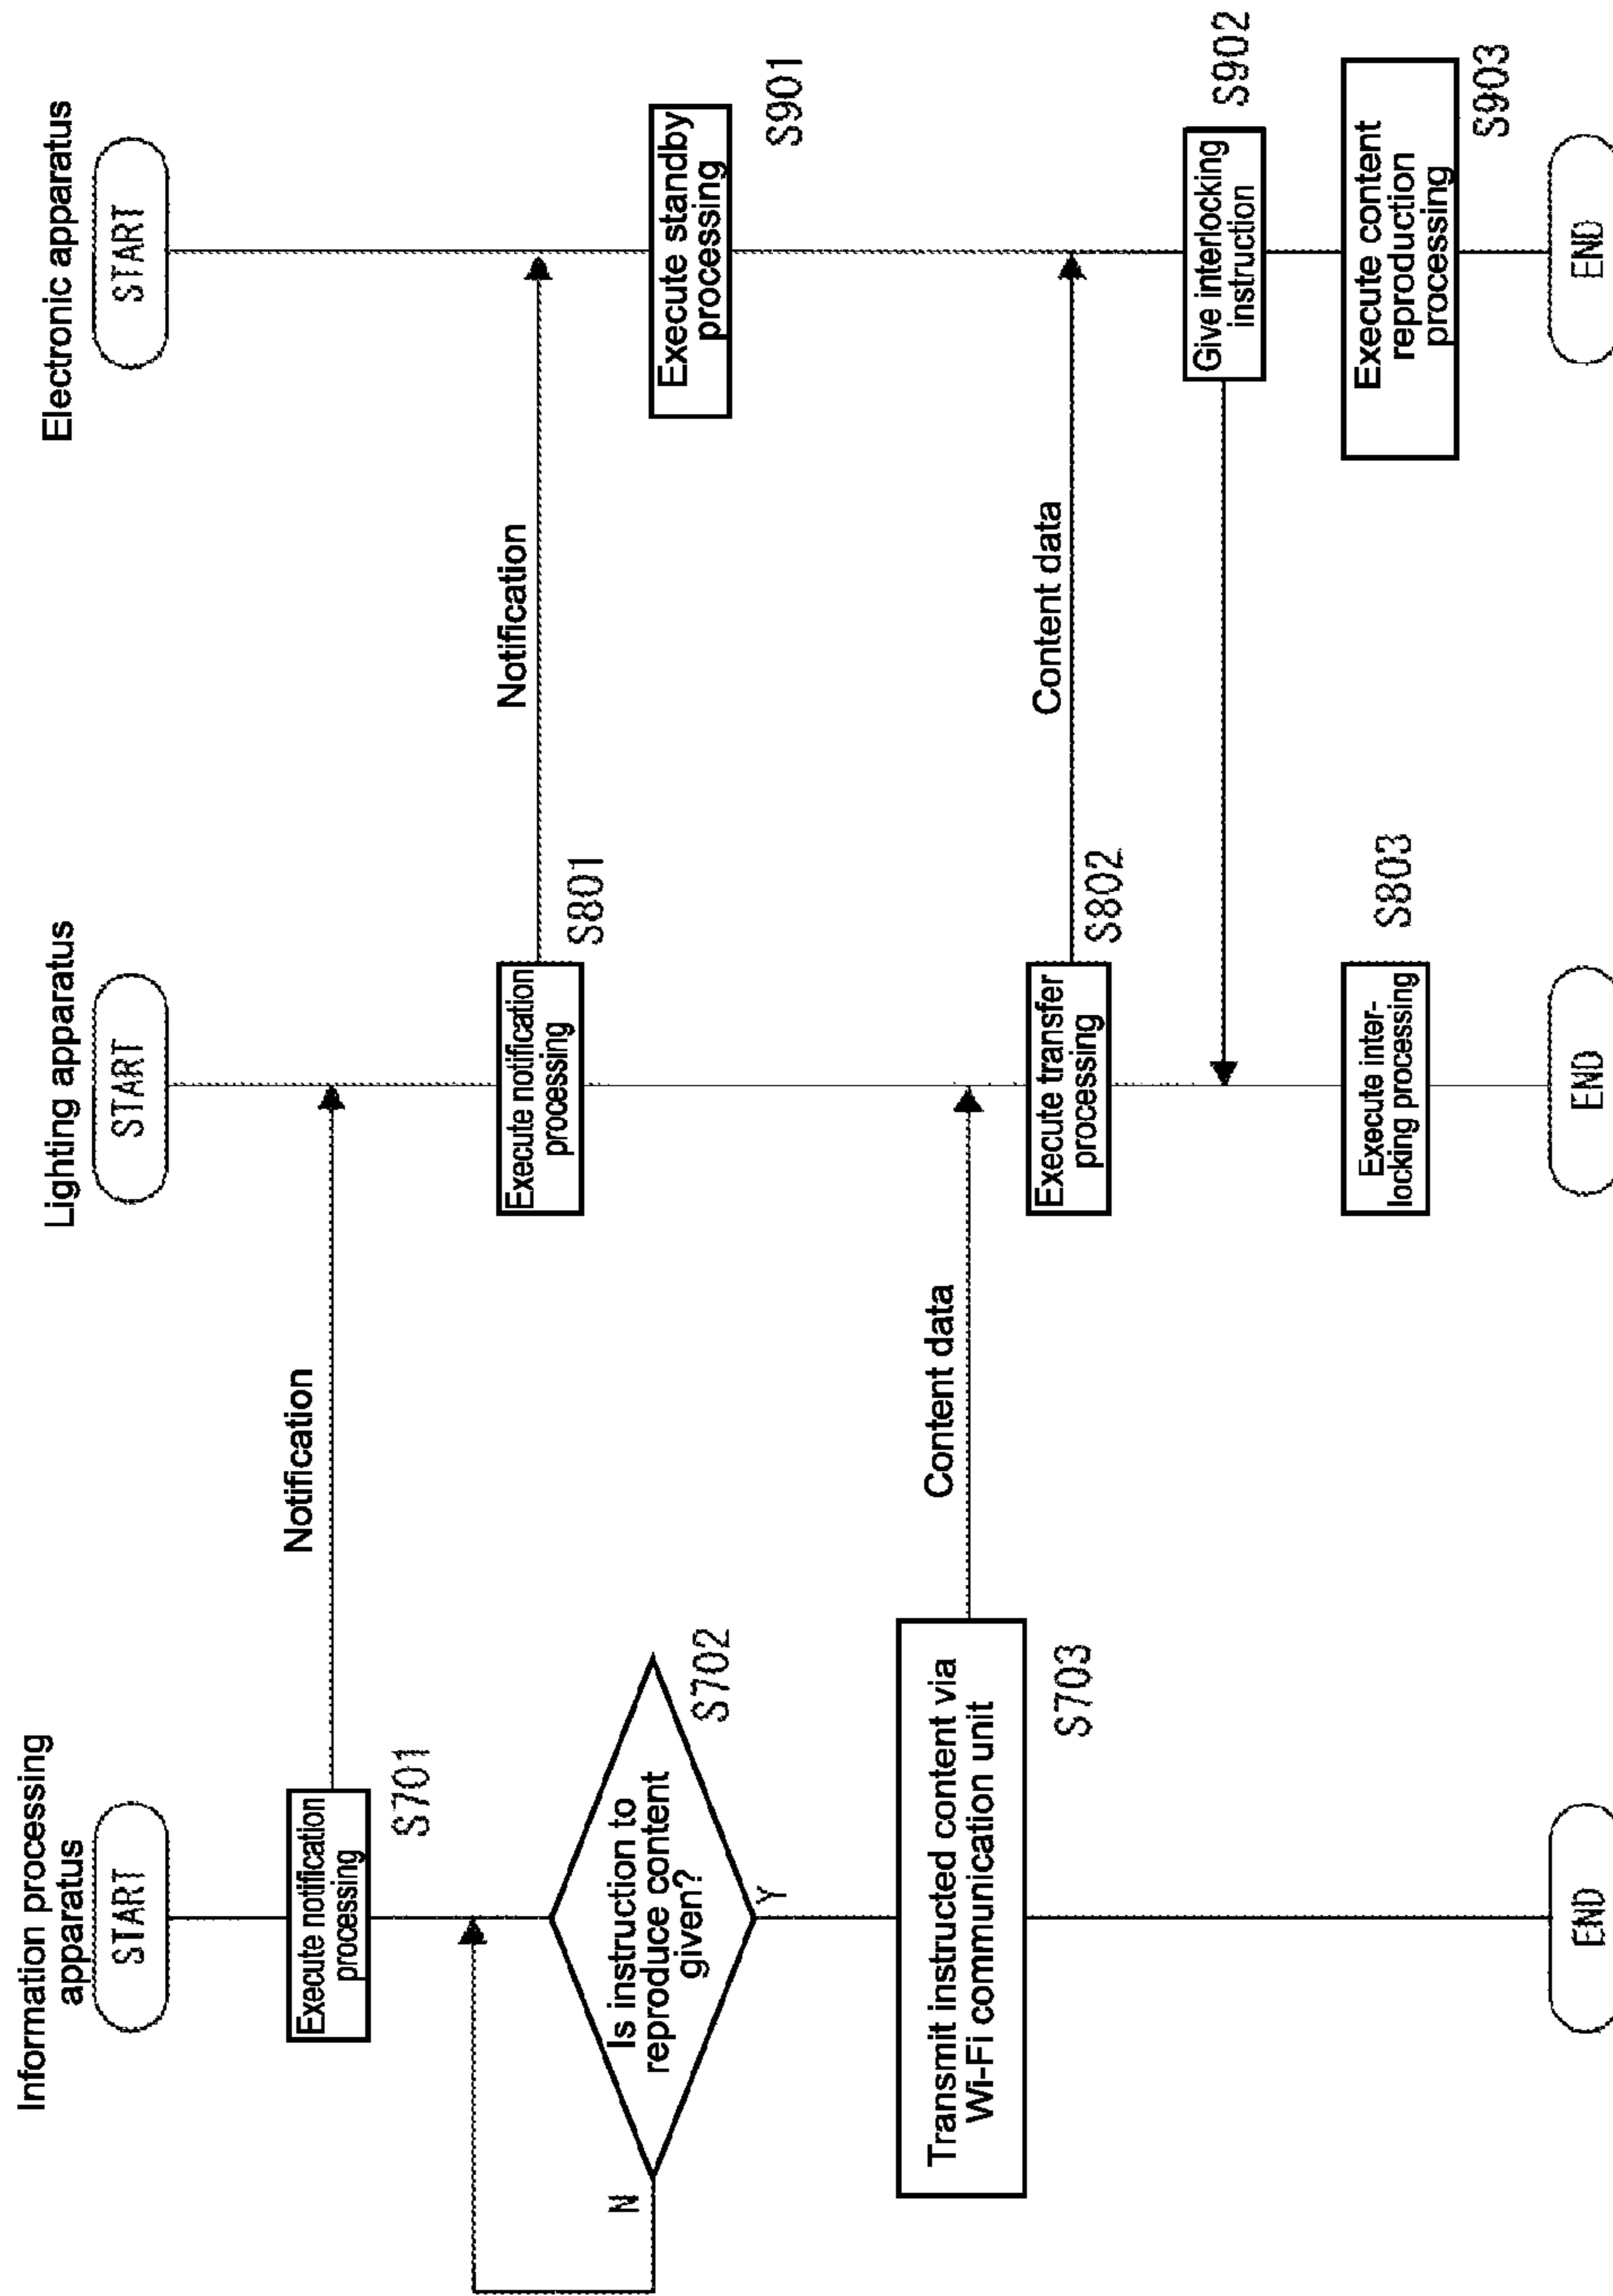 Information processing
apparatus
START
Execute notification
processing
S701
Notification
Is instruction to
reproduce content
given?
S702
N
Y
Transmit instructed content via
Wi-Fi communication unit
S703
Content data
END
Lighting apparatus
START
Execute notification
processing
S801
Notification
Execute transfer
processing
S802
Content data
Execute inter-
locking processing
S803
END
Electronic apparatus
START
Execute standby
processing
S901
Give interlocking
instruction
S902
Execute content
reproduction
processing
S903
END